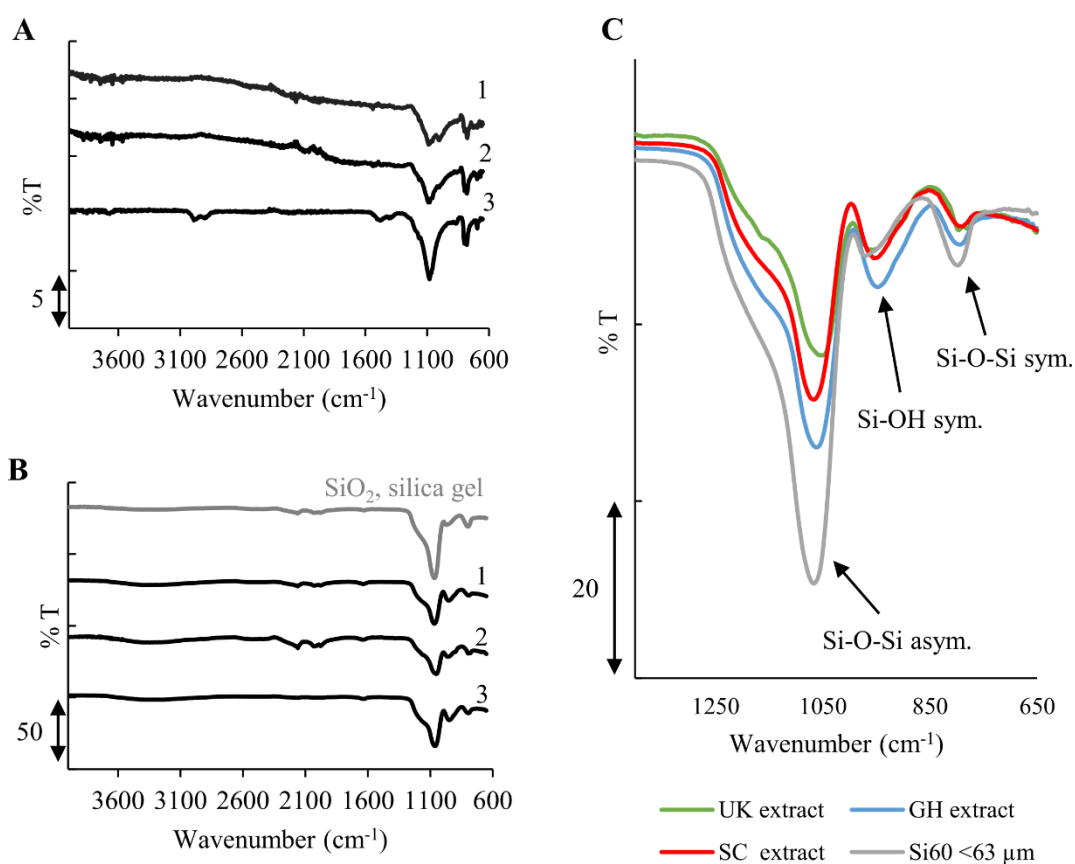 A
1
2
3
%T
5
3600 3100 2600 2100 1600 1100 600
Wavenumber (cm-1)
B
SiO2, silica gel
1
2
3
% T
50
3600 3100 2600 2100 1600 1100 600
Wavenumber (cm-1)
C
% T
20
Si-O-Si sym.
Si-OH sym.
Si-O-Si asym.
1250 1050 850 650
Wavenumber (cm-1)
UK extract GH extract
SC extract Si60 <63 µm